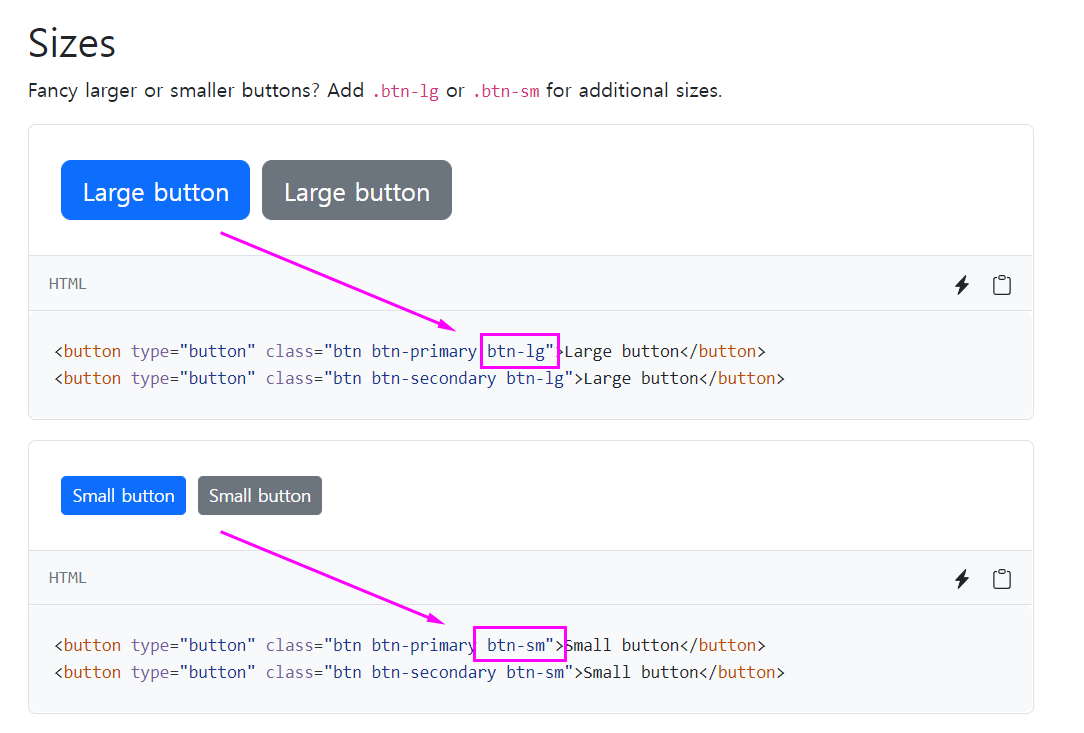 Sizes
Fancy larger or smaller buttons? Add .btn-lg or .btn-sm for additional sizes.
Large button Large button
HTML
<button type="button" class="btn btn-primary btn-lg">Large button</button>
<button type="button" class="btn btn-secondary btn-lg">Large button</button>
Small button Small button
HTML
<button type="button" class="btn btn-primary btn-sm">Small button</button>
<button type="button" class="btn btn-secondary btn-sm">Small button</button>